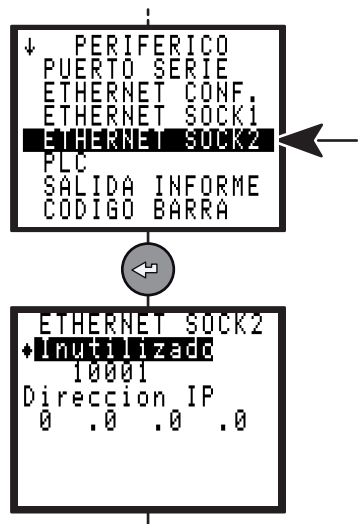 ↓ PERIFERICO
PUERTO SERIE
ETHERNET CONF.
ETHERNET SOCK1
ETHERNET SOCK2
PLC
SALIDA INFORME
CODIGO BARRA
ETHERNET SOCK2
♦Inutilizado
10001
Direccion IP
0 .0 .0 .0